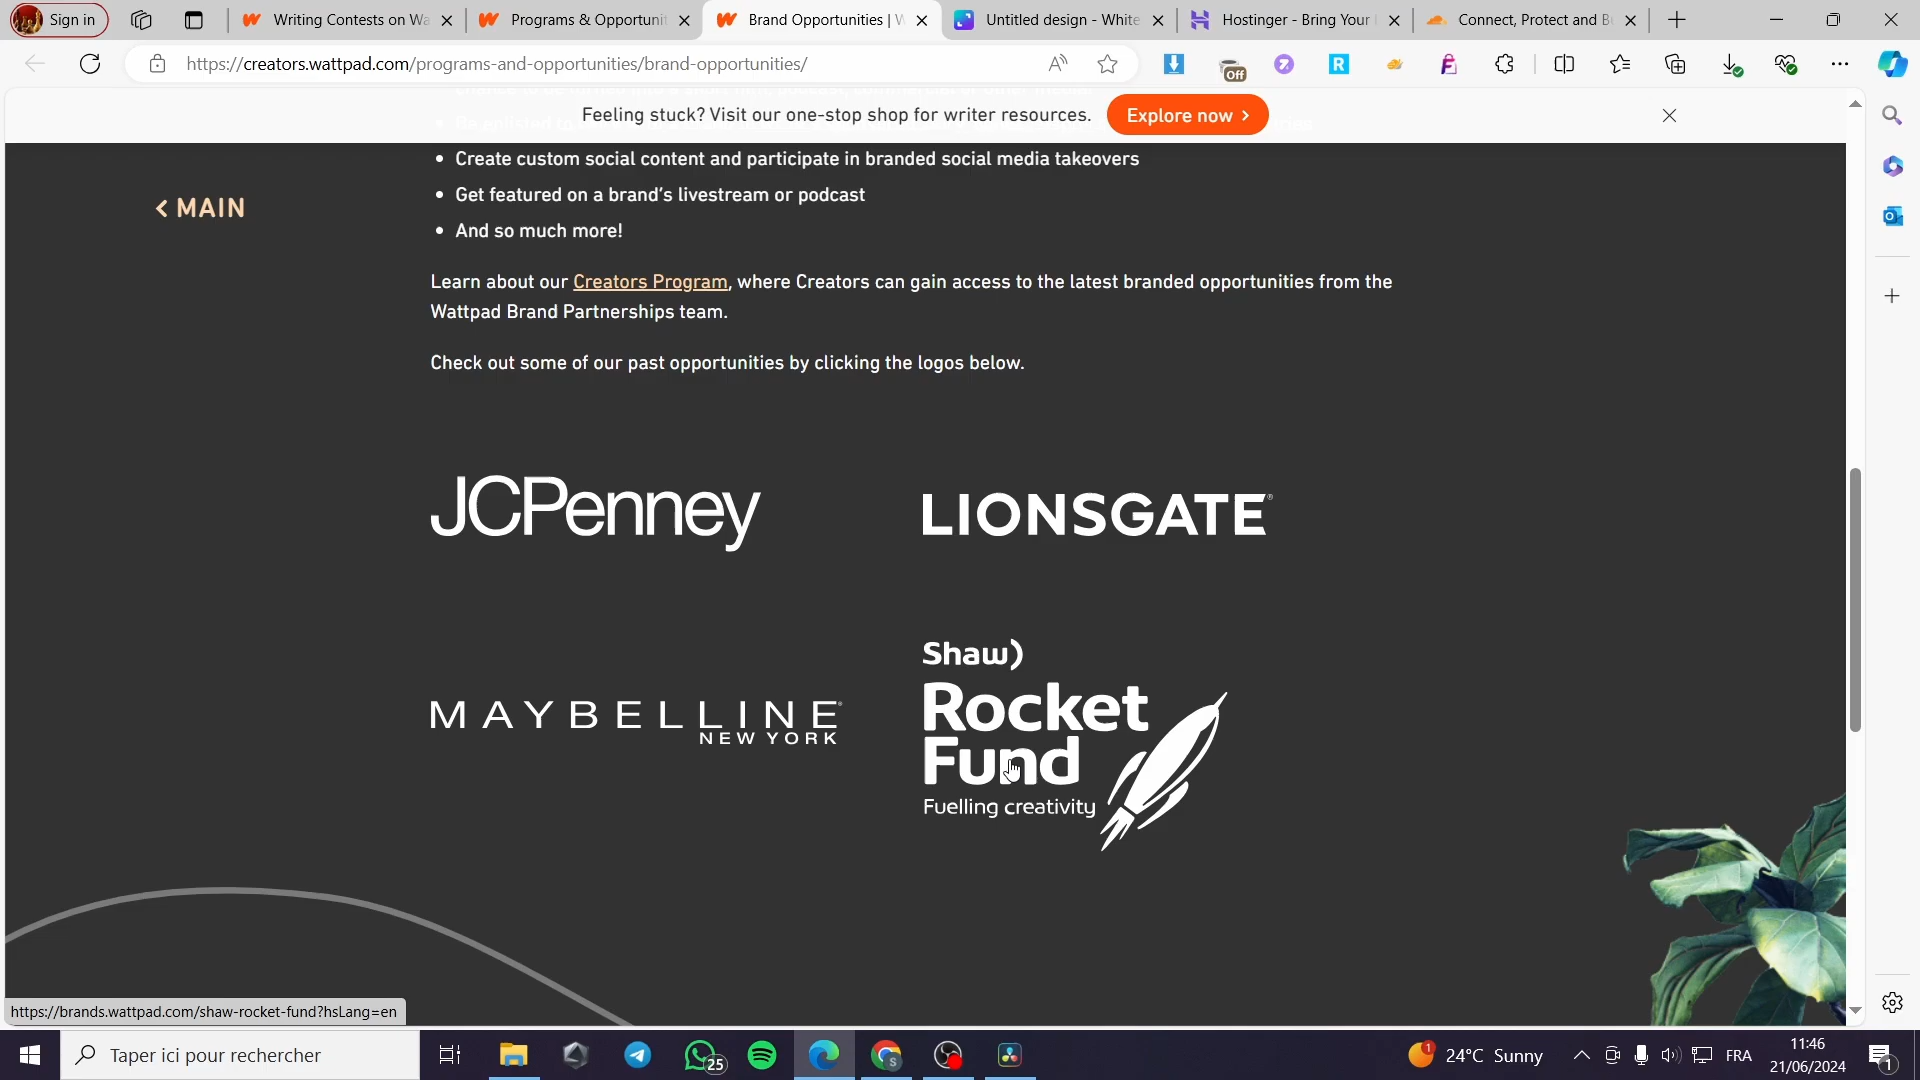 Sign in
Writing Contests on Wa
Programs & Opportunit
Brand Opportunities | W
Untitled design - White
Hostinger - Bring Your
Connect, Protect and B
https://creators.wattpad.com/programs-and-opportunities/brand-opportunities/
Off
Feeling stuck? Visit our one-stop shop for writer resources.
Explore now >
• Create custom social content and participate in branded social media takeovers
< MAIN
• Get featured on a brand's livestream or podcast
• And so much more!
Learn about our Creators Program, where Creators can gain access to the latest branded opportunities from the
Wattpad Brand Partnerships team.
Check out some of our past opportunities by clicking the logos below.
JCPenney
LIONSGATE®
MAYBELLINE®
NEW YORK
Shaw)
Rocket
Fund
Fuelling creativity
https://brands.wattpad.com/shaw-rocket-fund?hsLang=en
Taper ici pour rechercher
25
1
24°C Sunny
FRA
11:46
21/06/2024
1